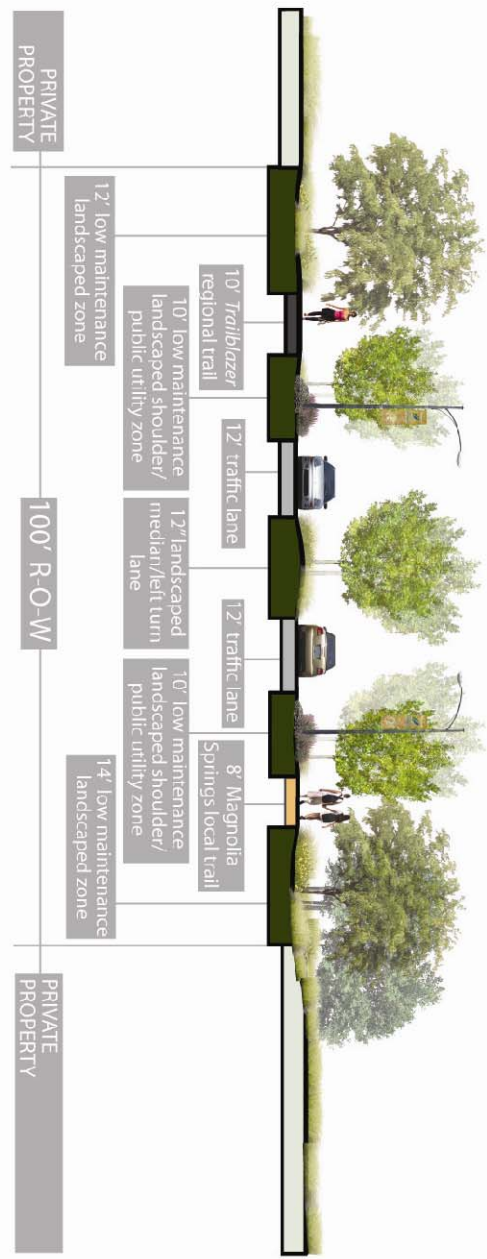 12' low maintenance
landscaped zone
10' Trailblazer
regional trail
10' low maintenance
landscaped shoulder/
public utility zone
12' traffic lane
12" landscaped
median/left turn
lane
12' traffic lane
10' low maintenance
landscaped shoulder/
public utility zone
8' Magnolia
Springs local trail
14' low maintenance
landscaped zone
PRIVATE
PROPERTY
100' R-O-W
PRIVATE
PROPERTY